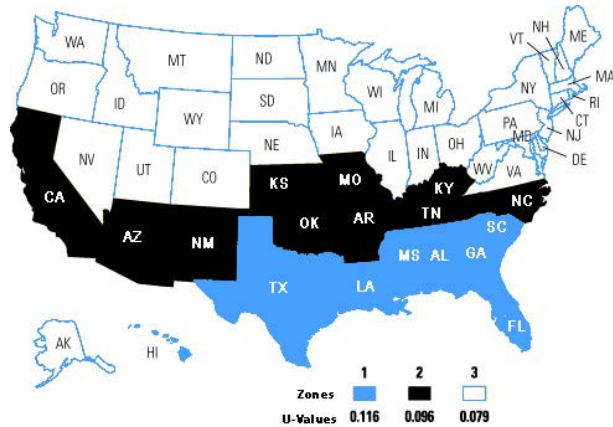 WA
MT
ND
MN
VT
NH
ME
OR
ID
WY
SD
WI
MI
NY
MA
RI
CT
NV
UT
CO
NE
IA
IL
IN
OH
PA
NJ
MD
DE
WV
VA
CA
AZ
NM
KS
MO
KY
OK
AR
TN
NC
SC
TX
LA
MS
AL
GA
FL
AK
HI
1 2 3
Zones
U-Values 0.116 0.096 0.079